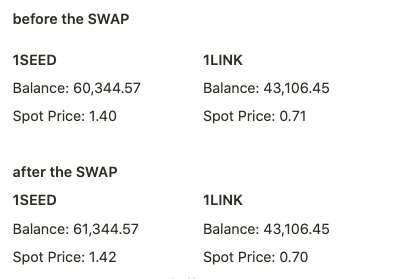 before the SWAP
1SEED 1LINK
Balance: 60,344.57 Balance: 43,106.45
Spot Price: 1.40 Spot Price: 0.71
after the SWAP
1SEED 1LINK
Balance: 61,344.57 Balance: 43,106.45
Spot Price: 1.42 Spot Price: 0.70